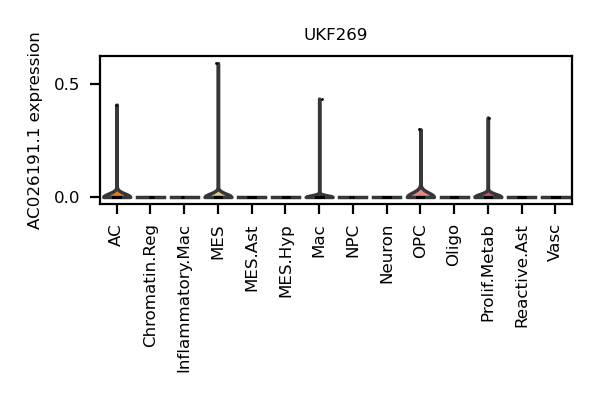 UKF269
AC026191.1 expression
0.5
0.0
AC
Chromatin.Reg
Inflammatory.Mac
MES
MES.Ast
MES.Hyp
Mac
NPC
Neuron
OPC
Oligo
Prolif.Metab
Reactive.Ast
Vasc